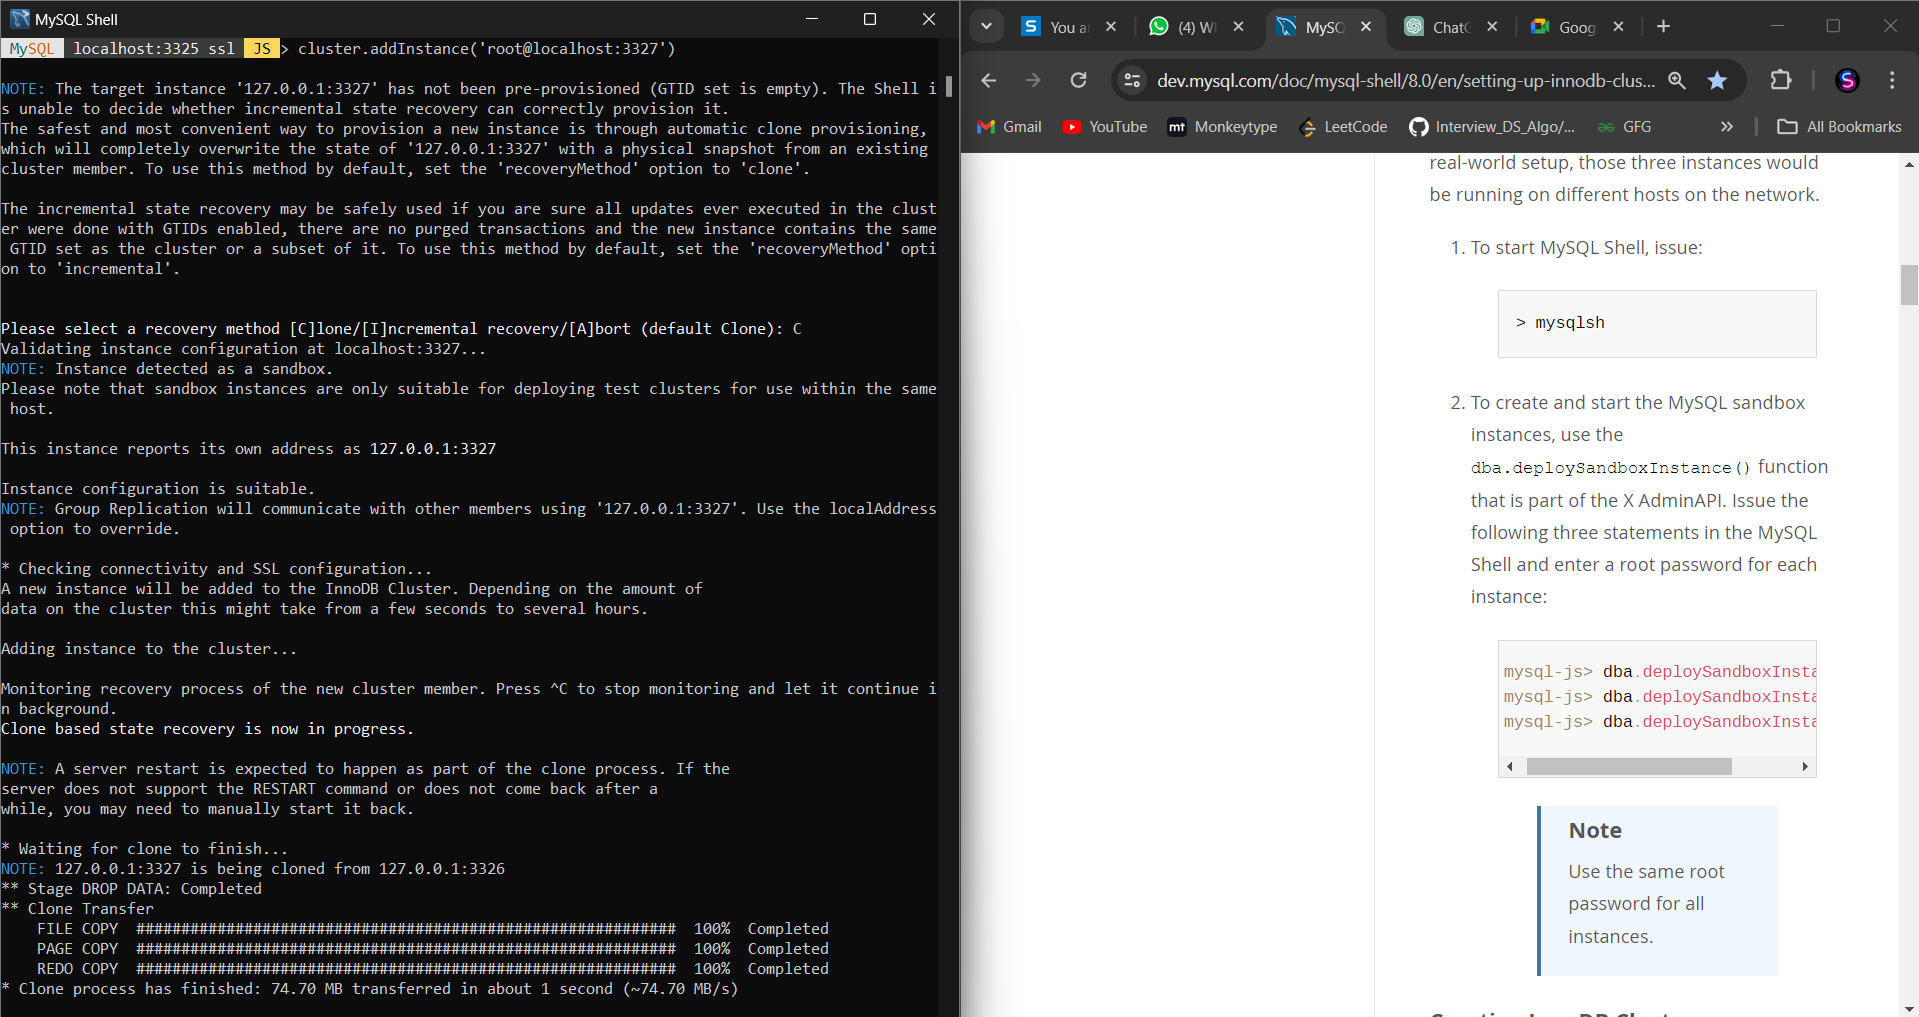 MySQL Shell
MySQL localhost:3325 ssl JS > cluster.addInstance('root@localhost:3327')
NOTE: The target instance '127.0.0.1:3327' has not been pre-provisioned (GTID set is empty). The Shell i
s unable to decide whether incremental state recovery can correctly provision it.
The safest and most convenient way to provision a new instance is through automatic clone provisioning,
which will completely overwrite the state of '127.0.0.1:3327' with a physical snapshot from an existing
cluster member. To use this method by default, set the 'recoveryMethod' option to 'clone'.
The incremental state recovery may be safely used if you are sure all updates ever executed in the clust
er were done with GTIDs enabled, there are no purged transactions and the new instance contains the same
GTID set as the cluster or a subset of it. To use this method by default, set the 'recoveryMethod' opti
on to 'incremental'.
Please select a recovery method [C]lone/[I]ncremental recovery/[A]bort (default Clone): C
Validating instance configuration at localhost:3327...
NOTE: Instance detected as a sandbox.
Please note that sandbox instances are only suitable for deploying test clusters for use within the same
host.
This instance reports its own address as 127.0.0.1:3327
Instance configuration is suitable.
NOTE: Group Replication will communicate with other members using '127.0.0.1:3327'. Use the localAddress
option to override.
* Checking connectivity and SSL configuration...
A new instance will be added to the InnoDB Cluster. Depending on the amount of
data on the cluster this might take from a few seconds to several hours.
Adding instance to the cluster...
Monitoring recovery process of the new cluster member. Press ^C to stop monitoring and let it continue i
n background.
Clone based state recovery is now in progress.
NOTE: A server restart is expected to happen as part of the clone process. If the
server does not support the RESTART command or does not come back after a
while, you may need to manually start it back.
* Waiting for clone to finish...
NOTE: 127.0.0.1:3327 is being cloned from 127.0.0.1:3326
** Stage DROP DATA: Completed
** Clone Transfer
FILE COPY ############################################################ 100% Completed
PAGE COPY ############################################################ 100% Completed
REDO COPY ############################################################ 100% Completed
* Clone process has finished: 74.70 MB transferred in about 1 second (~74.70 MB/s)
S You a (4) W MySQ ChatG Goog
dev.mysql.com/doc/mysql-shell/8.0/en/setting-up-innodb-clus...
Gmail YouTube mt Monkeytype LeetCode Interview_DS_Algo/... GFG » All Bookmarks
real-world setup, those three instances would
be running on different hosts on the network.
1. To start MySQL Shell, issue:
> mysqlsh
2. To create and start the MySQL sandbox
instances, use the
dba.deploySandboxInstance() function
that is part of the X AdminAPI. Issue the
following three statements in the MySQL
Shell and enter a root password for each
instance:
mysql-js> dba.deploySandboxInsta
mysql-js> dba.deploySandboxInsta
mysql-js> dba.deploySandboxInsta
Note
Use the same root
password for all
instances.